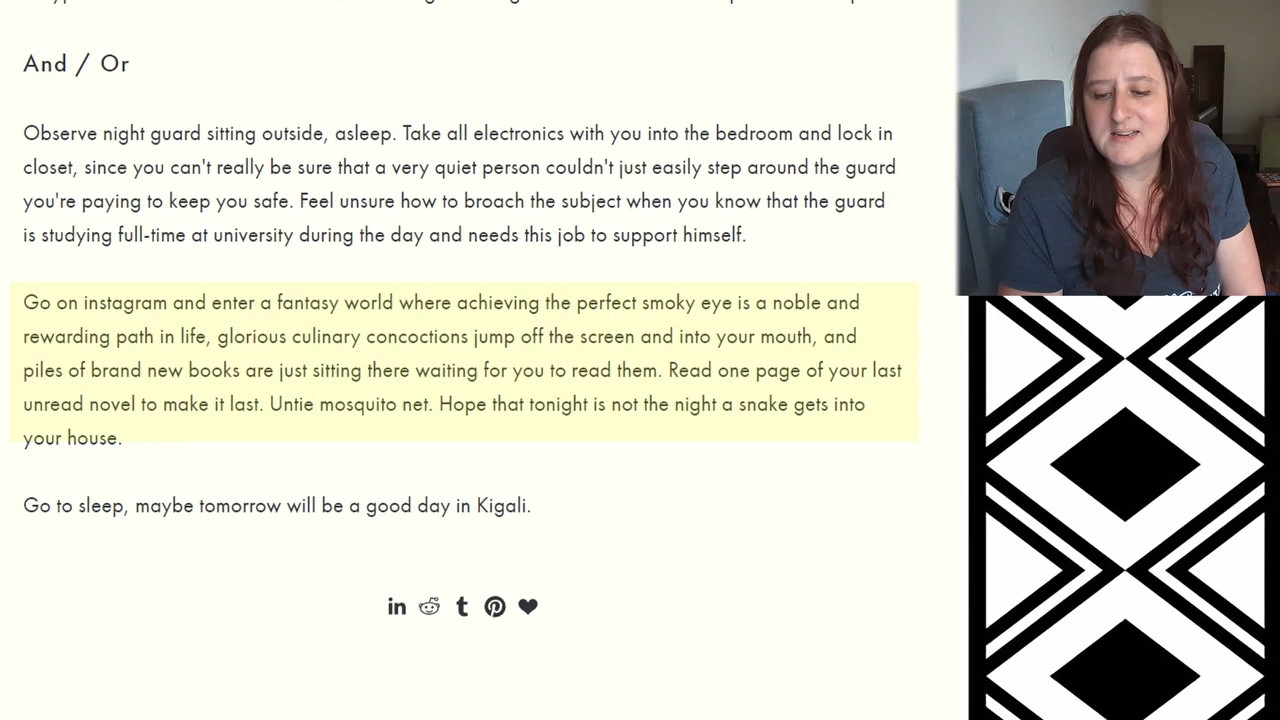 And / Or
Observe night guard sitting outside, asleep. Take all electronics with you into the bedroom and lock in
closet, since you can't really be sure that a very quiet person couldn't just easily step around the guard
you're paying to keep you safe. Feel unsure how to broach the subject when you know that the guard
is studying full-time at university during the day and needs this job to support himself.
Go on instagram and enter a fantasy world where achieving the perfect smoky eye is a noble and
rewarding path in life, glorious culinary concoctions jump off the screen and into your mouth, and
piles of brand new books are just sitting there waiting for you to read them. Read one page of your last
unread novel to make it last. Untie mosquito net. Hope that tonight is not the night a snake gets into
your house.
Go to sleep, maybe tomorrow will be a good day in Kigali.
in t